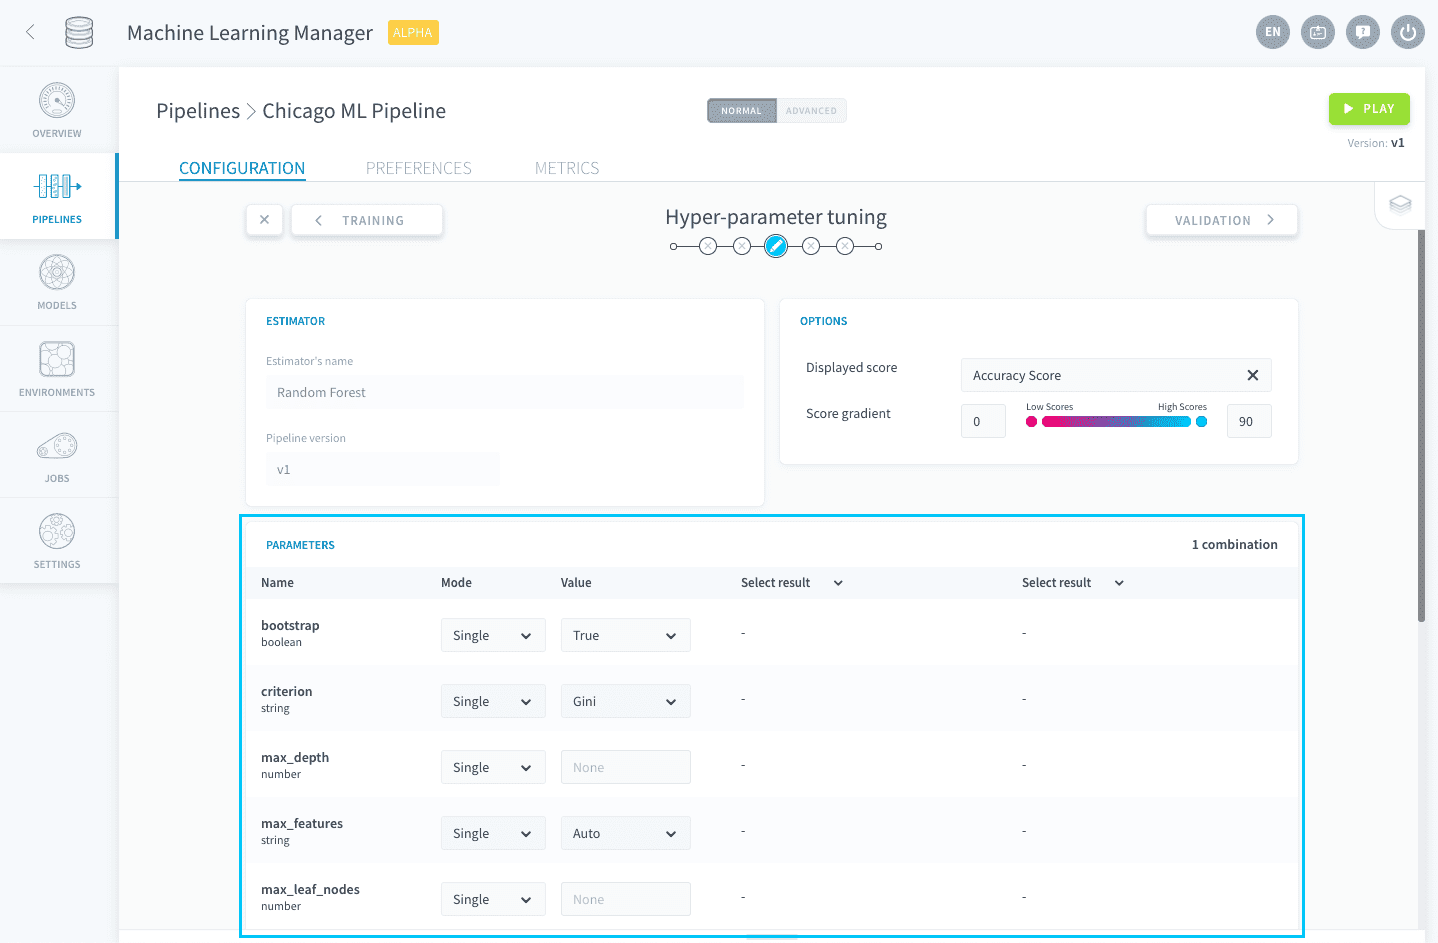 Machine Learning Manager ALPHA
EN
OVERVIEW
PIPELINES
MODELS
ENVIRONMENTS
JOBS
SETTINGS
Pipelines > Chicago ML Pipeline
NORMAL ADVANCED
PLAY
Version: v1
CONFIGURATION PREFERENCES METRICS
TRAINING
Hyper-parameter tuning
VALIDATION
ESTIMATOR
Estimator's name
Random Forest
Pipeline version
v1
OPTIONS
Displayed score
Accuracy Score
Score gradient
0
Low Scores High Scores
90
PARAMETERS 1 combination
Name Mode Value Select result Select result
bootstrap
boolean
Single True - -
criterion
string
Single Gini - -
max_depth
number
Single None - -
max_features
string
Single Auto - -
max_leaf_nodes
number
Single None - -